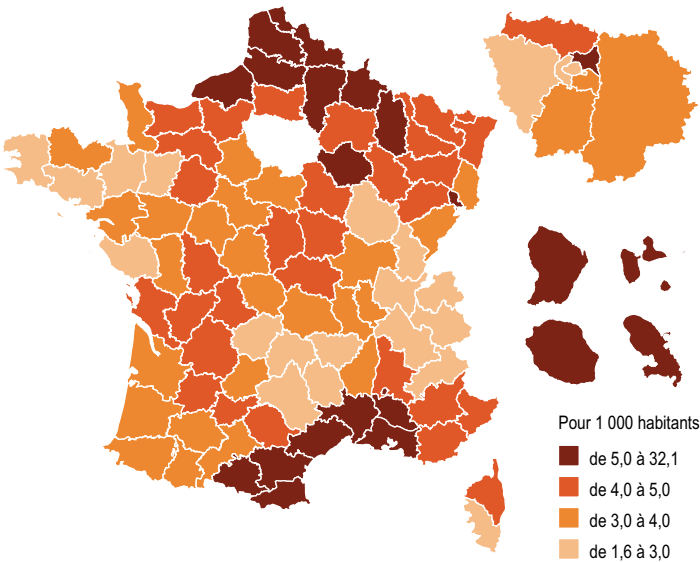 Pour 1 000 habitants
de 5,0 à 32,1
de 4,0 à 5,0
de 3,0 à 4,0
de 1,6 à 3,0